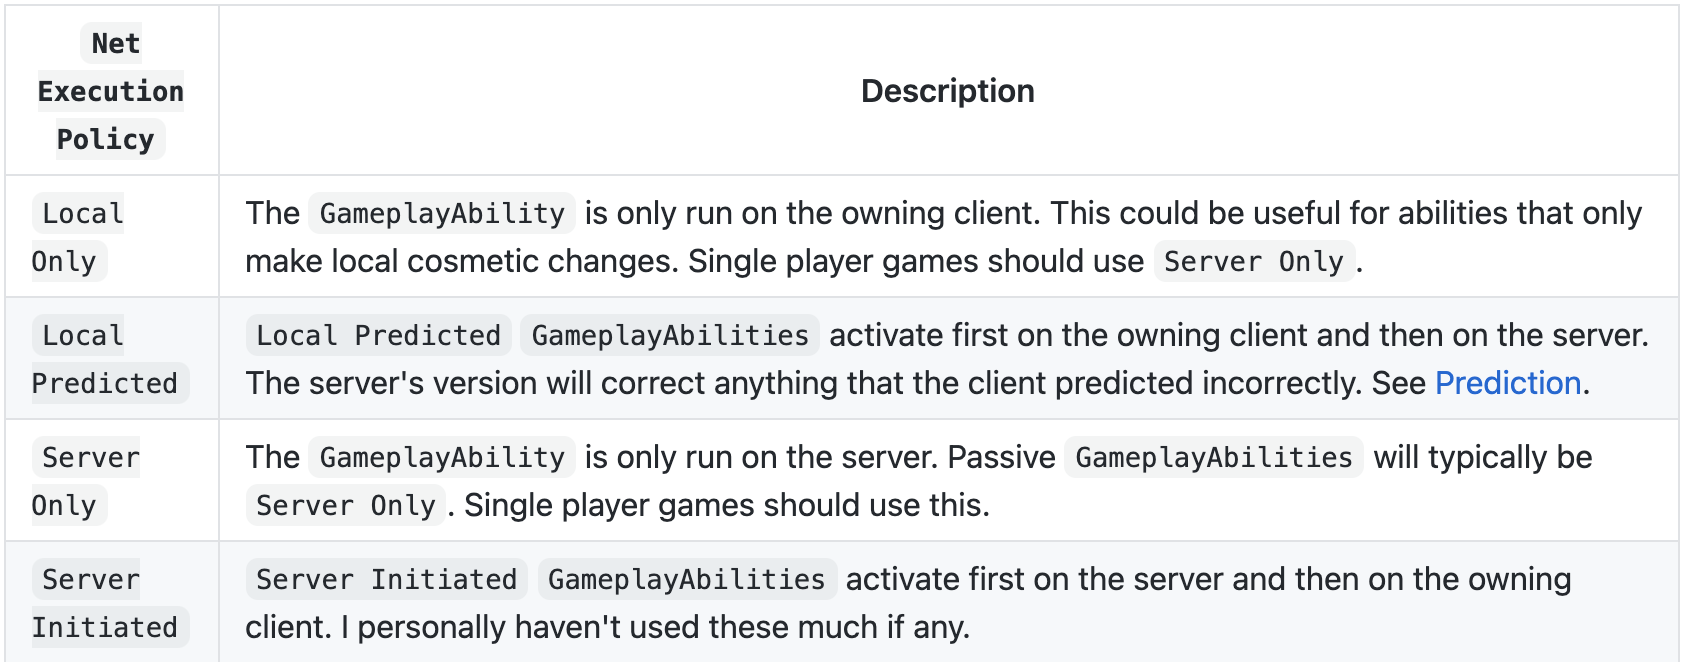 Net
Execution
Policy
Description
Local
Only
The GameplayAbility is only run on the owning client. This could be useful for abilities that only
make local cosmetic changes. Single player games should use Server Only.
Local
Predicted
Local Predicted GameplayAbilities activate first on the owning client and then on the server.
The server's version will correct anything that the client predicted incorrectly. See Prediction.
Server
Only
The GameplayAbility is only run on the server. Passive GameplayAbilities will typically be
Server Only. Single player games should use this.
Server
Initiated
Server Initiated GameplayAbilities activate first on the server and then on the owning
client. I personally haven't used these much if any.